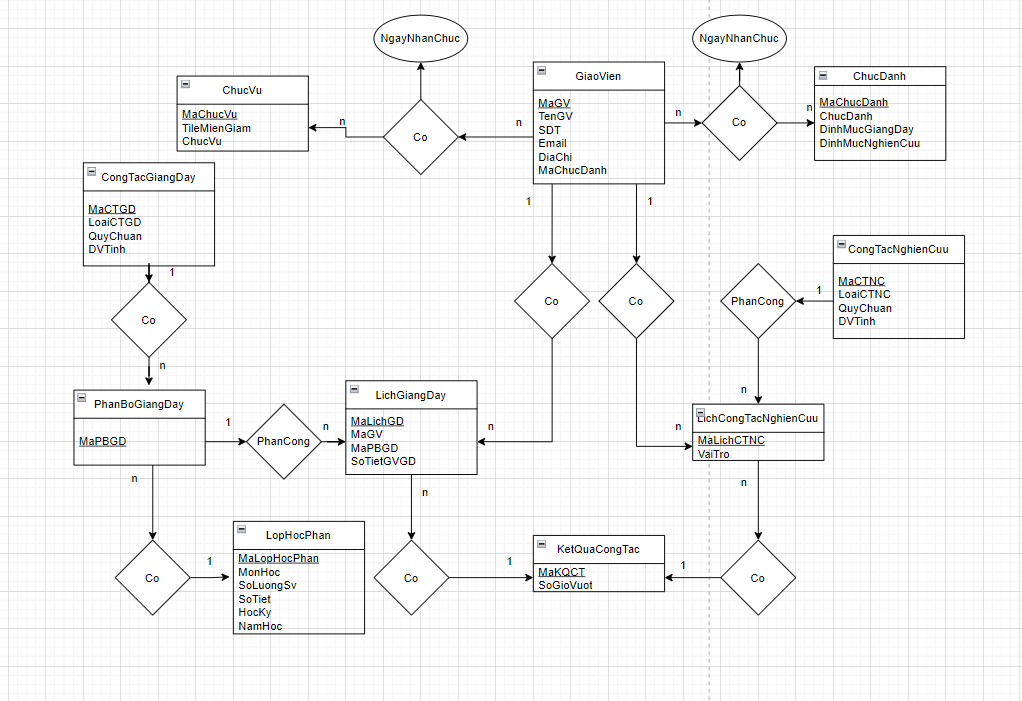 NgayNhanChuc
NgayNhanChuc
ChucVu
MaChucVu
TileMienGiam
ChucVu
n
Co
n
GiaoVien
MaGV
TenGV
SDT
Email
DiaChi
MaChucDanh
n
Co
n
ChucDanh
MaChucDanh
ChucDanh
DinhMucGiangDay
DinhMucNghienCuu
CongTacGiangDay
MaCTGD
LoaiCTGD
QuyChuan
DVTinh
1
1
1
Co
n
Co
Co
PhanCong
1
CongTacNghienCuu
MaCTNC
LoaiCTNC
QuyChuan
DVTinh
n
PhanBoGiangDay
MaPBGD
1
PhanCong
n
LichGiangDay
MaLichGD
MaGV
MaPBGD
SoTietGVGD
n
n
LichCongTacNghienCuu
MaLichCTNC
VaiTro
n
n
n
Co
1
LopHocPhan
MaLopHocPhan
MonHoc
SoLuongSv
SoTiet
HocKy
NamHoc
Co
1
KetQuaCongTac
MaKQCT
SoGioVuot
1
Co